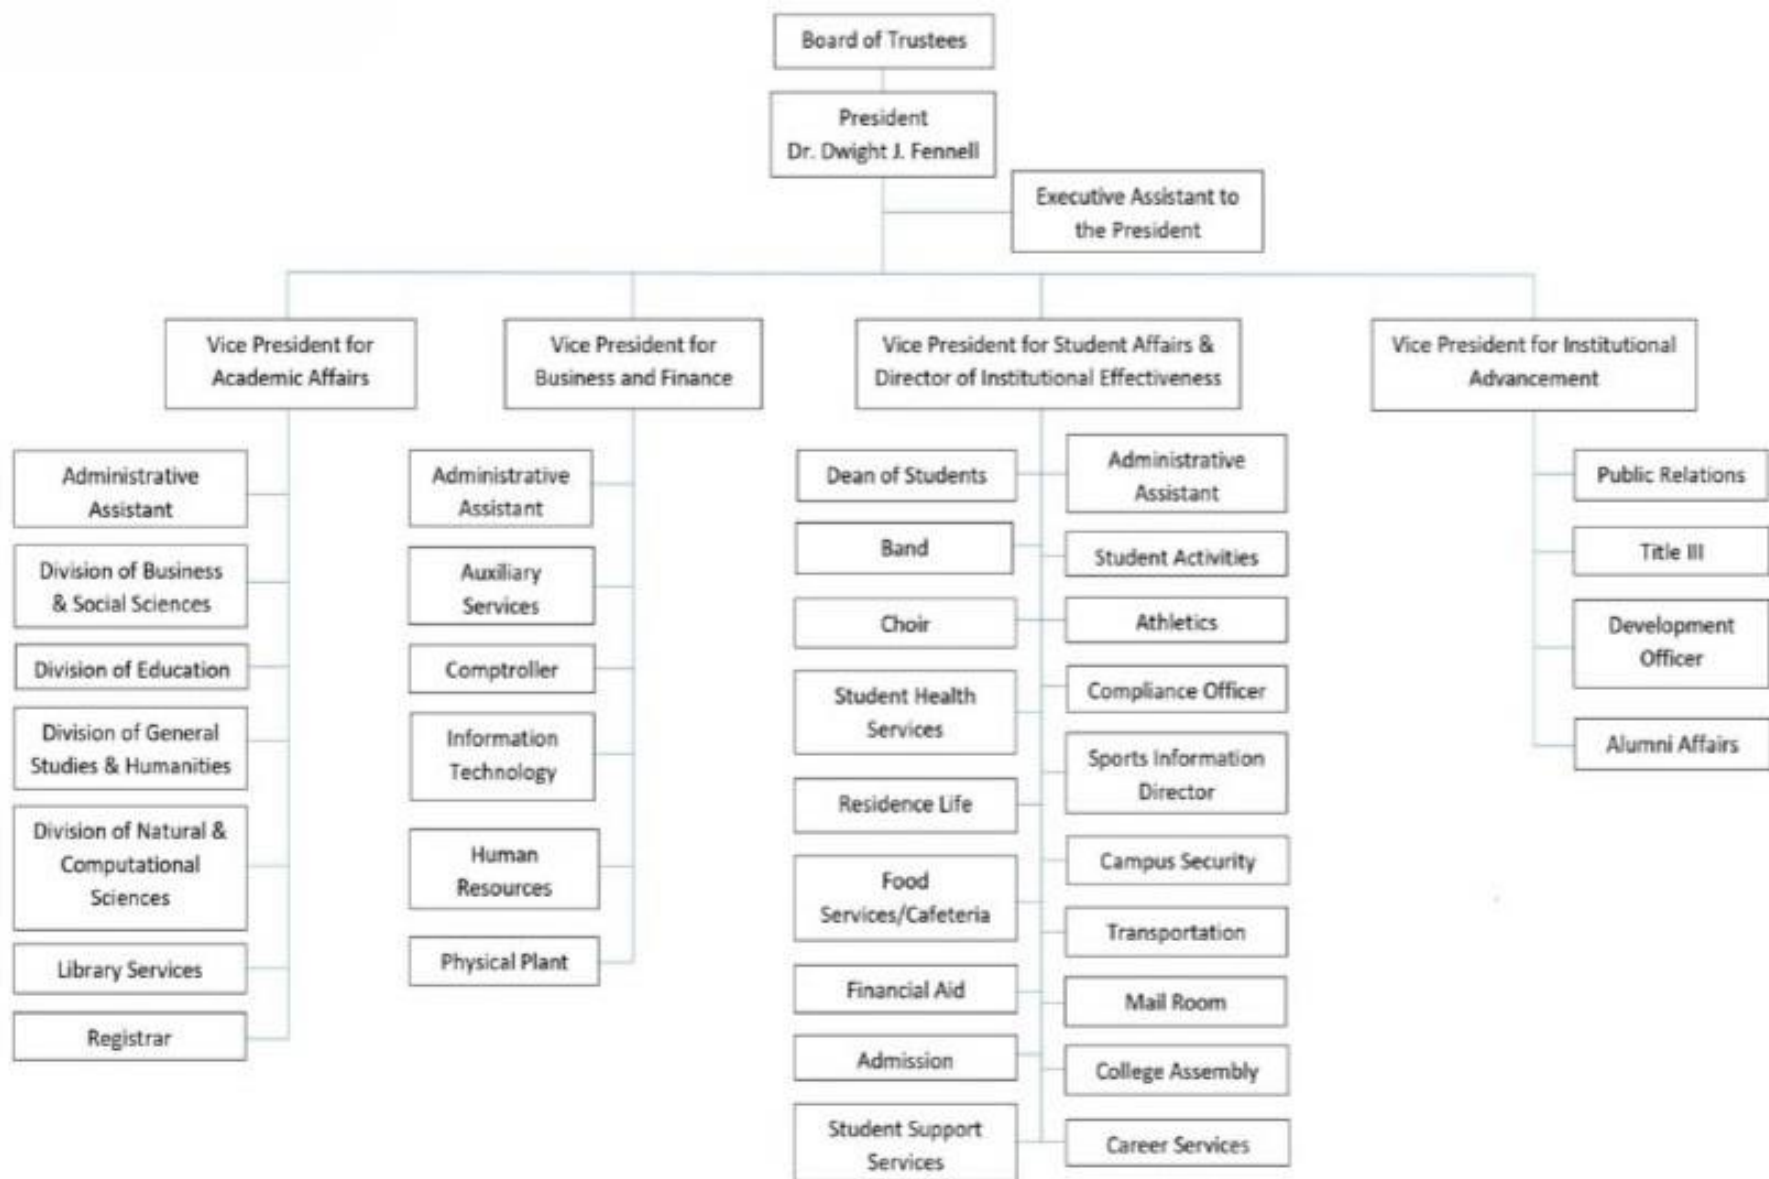 Board of Trustees
President
Dr. Dwight J. Fennell
Executive Assistant to
the President
Vice President for
Academic Affairs
Administrative
Assistant
Division of Business
& Social Sciences
Division of Education
Division of General
Studies & Humanities
Division of Natural &
Computational
Sciences
Library Services
Registrar
Vice President for
Business and Finance
Administrative
Assistant
Auxiliary
Services
Comptroller
Information
Technology
Human
Resources
Physical Plant
Vice President for Student Affairs &
Director of Institutional Effectiveness
Dean of Students
Band
Choir
Student Health
Services
Residence Life
Food
Services/Cafeteria
Financial Aid
Admission
Student Support
Services
Administrative
Assistant
Student Activities
Athletics
Compliance Officer
Sports Information
Director
Campus Security
Transportation
Mail Room
College Assembly
Career Services
Vice President for Institutional
Advancement
Public Relations
Title III
Development
Officer
Alumni Affairs